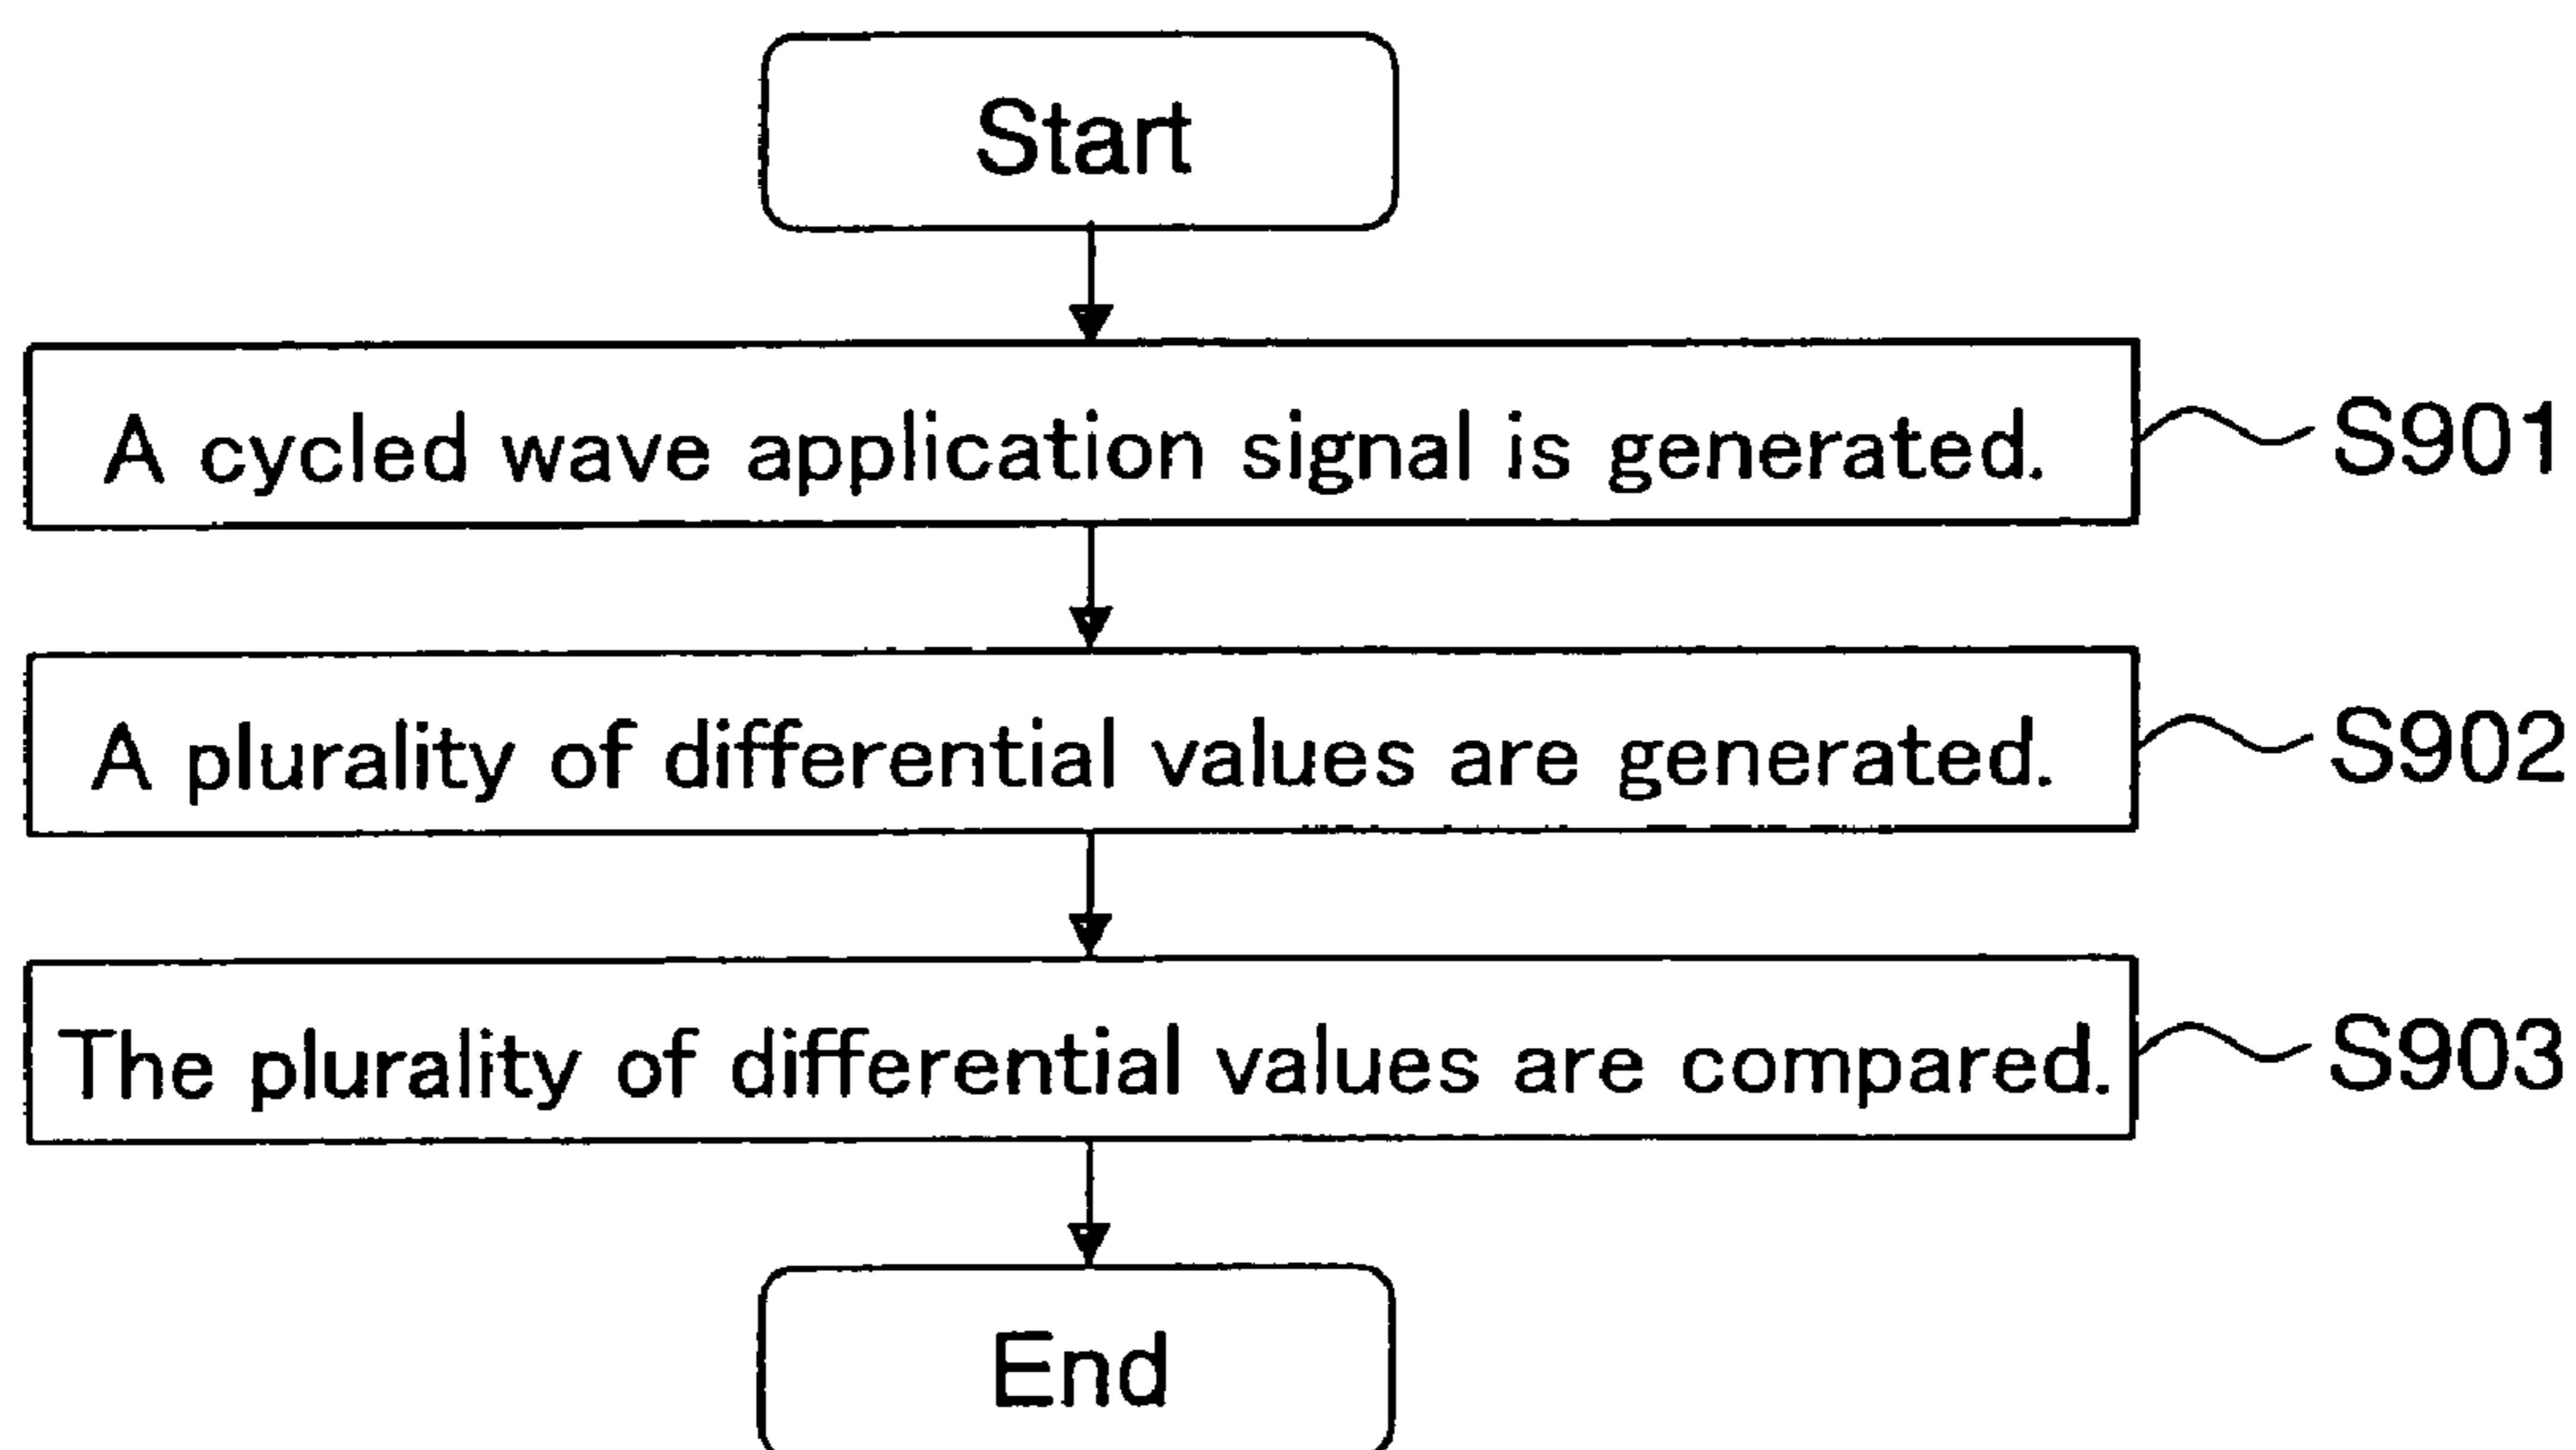 Start
A cycled wave application signal is generated. S901
A plurality of differential values are generated. S902
The plurality of differential values are compared. S903
End